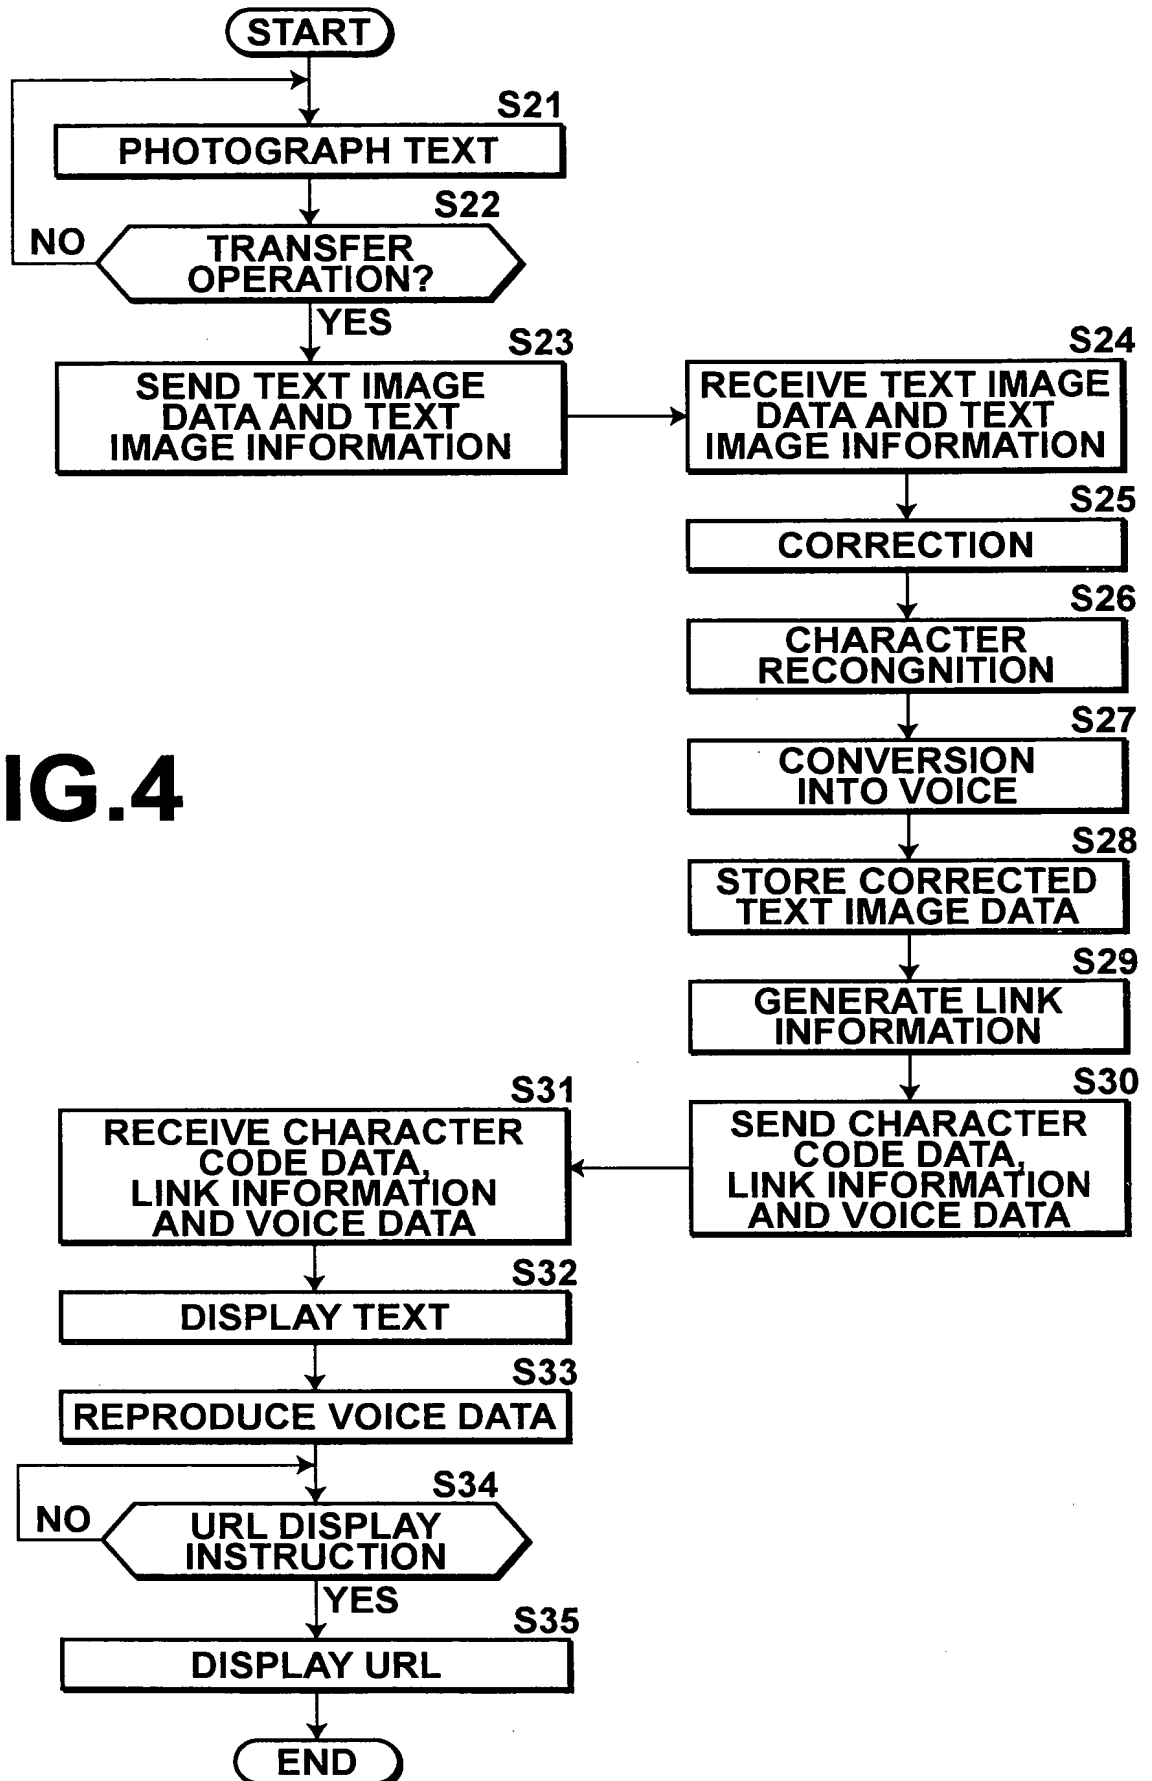 START
S21
PHOTOGRAPH TEXT
S22
NO
TRANSFER
OPERATION?
YES
S23
SEND TEXT IMAGE
DATA AND TEXT
IMAGE INFORMATION
S24
RECEIVE TEXT IMAGE
DATA AND TEXT
IMAGE INFORMATION
S25
CORRECTION
S26
CHARACTER
RECONGNITION
S27
CONVERSION
INTO VOICE
IG.4
S28
STORE CORRECTED
TEXT IMAGE DATA
S29
GENERATE LINK
INFORMATION
S30
SEND CHARACTER
CODE DATA,
LINK INFORMATION
AND VOICE DATA
S31
RECEIVE CHARACTER
CODE DATA,
LINK INFORMATION
AND VOICE DATA
S32
DISPLAY TEXT
S33
REPRODUCE VOICE DATA
S34
NO
URL DISPLAY
INSTRUCTION
YES
S35
DISPLAY URL
END